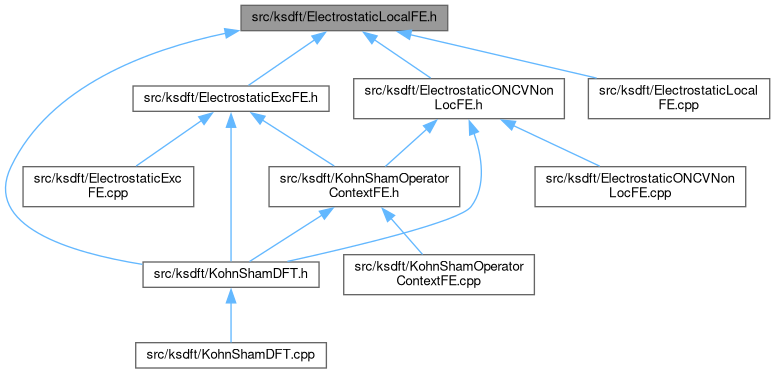 src/ksdft/ElectrostaticLocalFE.h
src/ksdft/ElectrostaticExcFE.h
src/ksdft/ElectrostaticONCVNon
LocFE.h
src/ksdft/ElectrostaticLocal
FE.cpp
src/ksdft/ElectrostaticExc
FE.cpp
src/ksdft/KohnShamOperator
ContextFE.h
src/ksdft/ElectrostaticONCVNon
LocFE.cpp
src/ksdft/KohnShamDFT.h
src/ksdft/KohnShamOperator
ContextFE.cpp
src/ksdft/KohnShamDFT.cpp